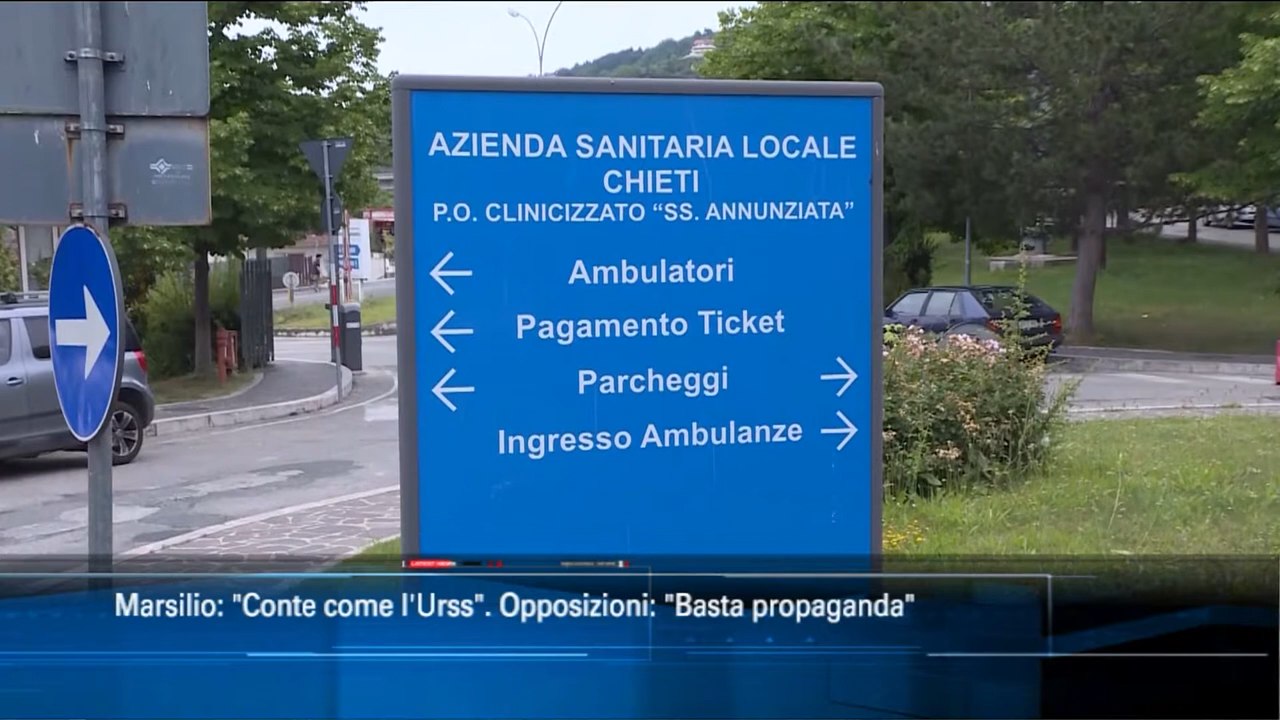 AZIENDA SANITARIA LOCALE
CHIETI
P.O. CLINICIZZATO “SS. ANNUNZIATA”
Ambulatori
Pagamento Ticket
Parcheggi
Ingresso Ambulanze
Marsilio: "Conte come l'Urss". Opposizioni: "Basta propaganda"